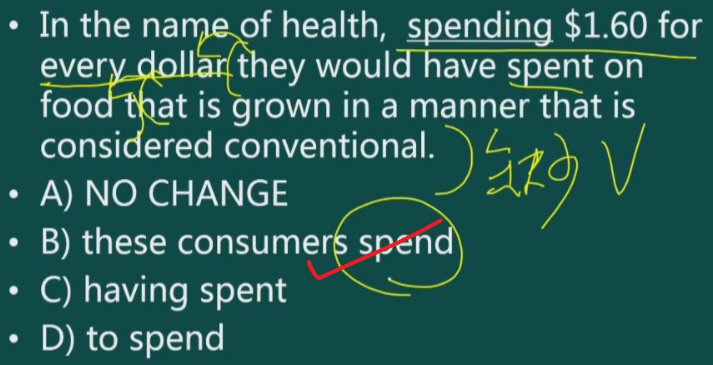 • In the name of health, spending $1.60 for
every dollar they would have spent on
food that is grown in a manner that is
considered conventional.
• A) NO CHANGE
• B) these consumers spend
• C) having spent
• D) to spend